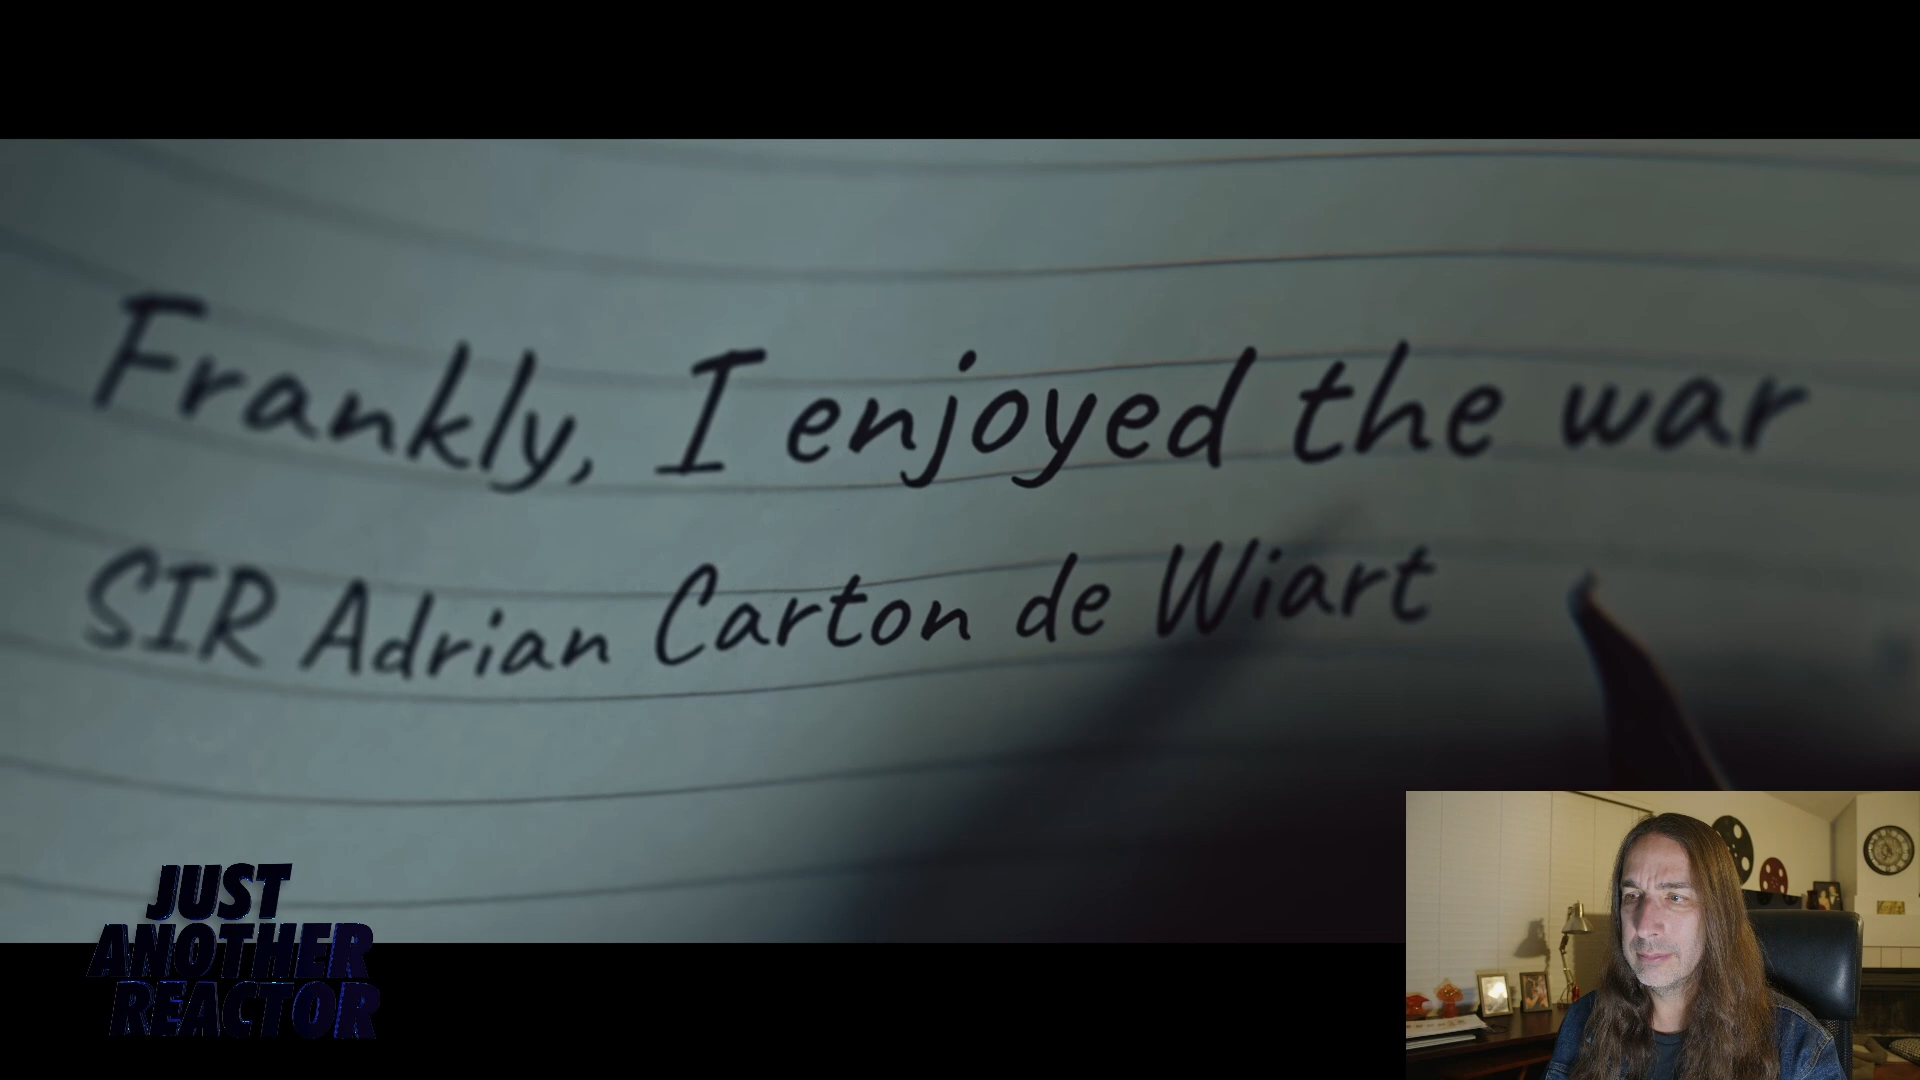 Frankly, I enjoyed the war
SIR Adrian Carton de Wiart
JUST
ANOTHER
REACTOR